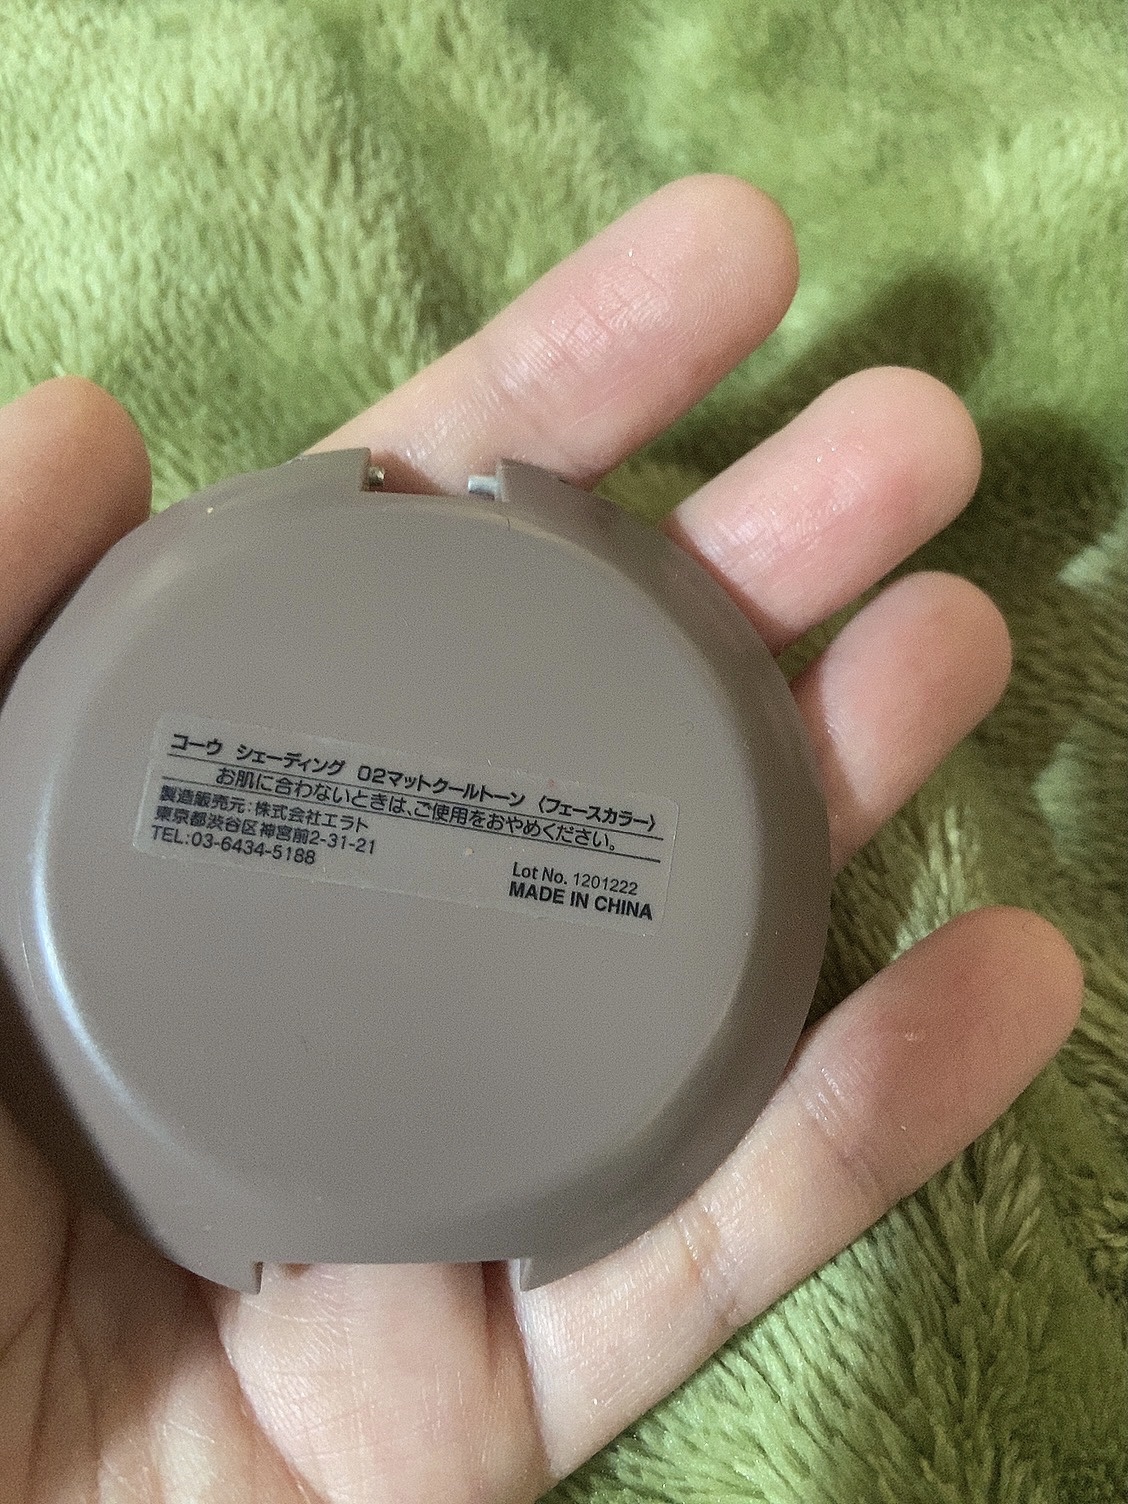 コーウ シェーディング 02マットクールトーン 〈フェースカラー〉
お肌に合わないときは、ご使用をおやめください。
製造販売元:株式会社エラト
東京都渋谷区神宮前2-31-21
TEL:03-6434-5188
Lot No. 1201222
MADE IN CHINA